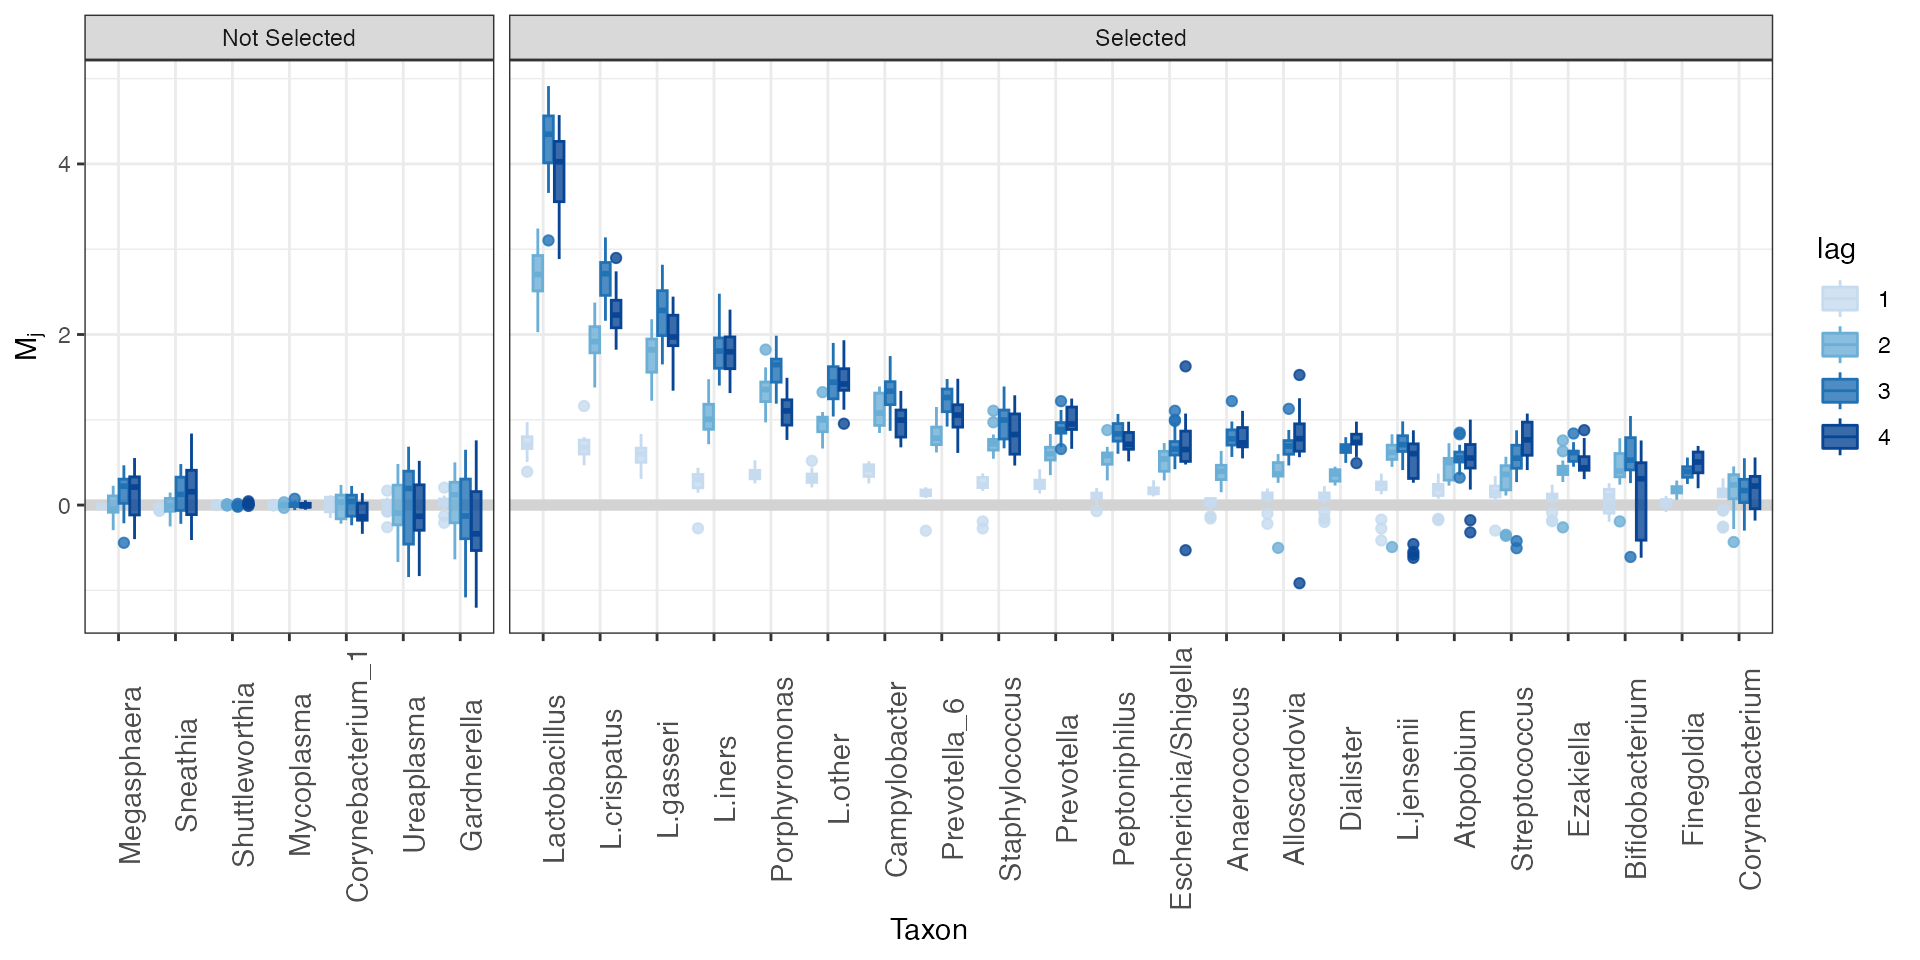 Not Selected
Selected
M_j
4
2
0
Megasphaera
Sneathia
Shuttleworthia
Mycoplasma
Corynebacterium_1
Ureaplasma
Gardnerella
Lactobacillus
L.crispatus
L.gasseri
L.iners
Porphyromonas
L.other
Campylobacter
Prevotella_6
Staphylococcus
Prevotella
Peptoniphilus
Escherichia/Shigella
Anaerococcus
Alloscardovia
Dialister
L.jensenii
Atopobium
Streptococcus
Ezakiella
Bifidobacterium
Finegoldia
Corynebacterium
Taxon
lag
1
2
3
4